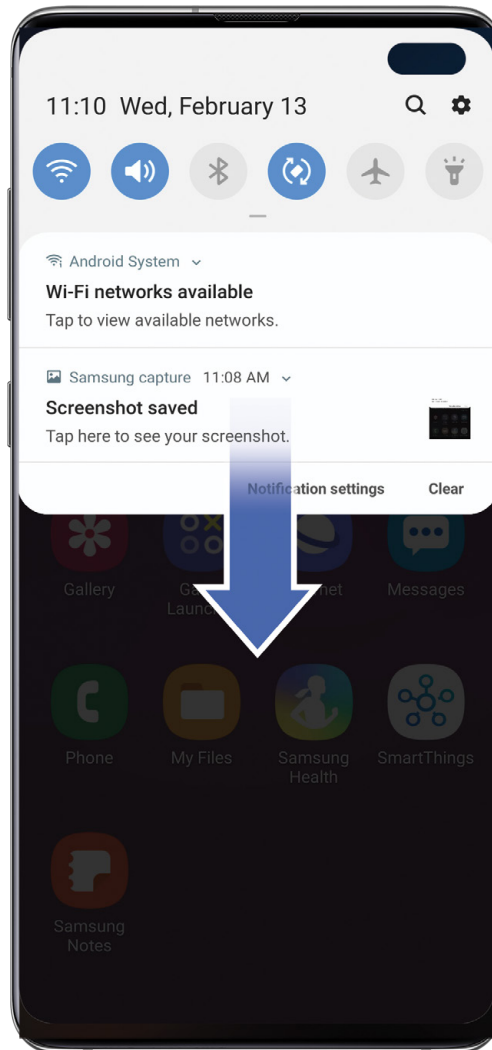 11:10 Wed, February 13
Android System
Wi-Fi networks available
Tap to view available networks.
Samsung capture 11:08 AM
Screenshot saved
Tap here to see your screenshot.
Notification settings Clear
Gallery
Messages
Phone My Files Samsung Health SmartThings
Samsung
Notes